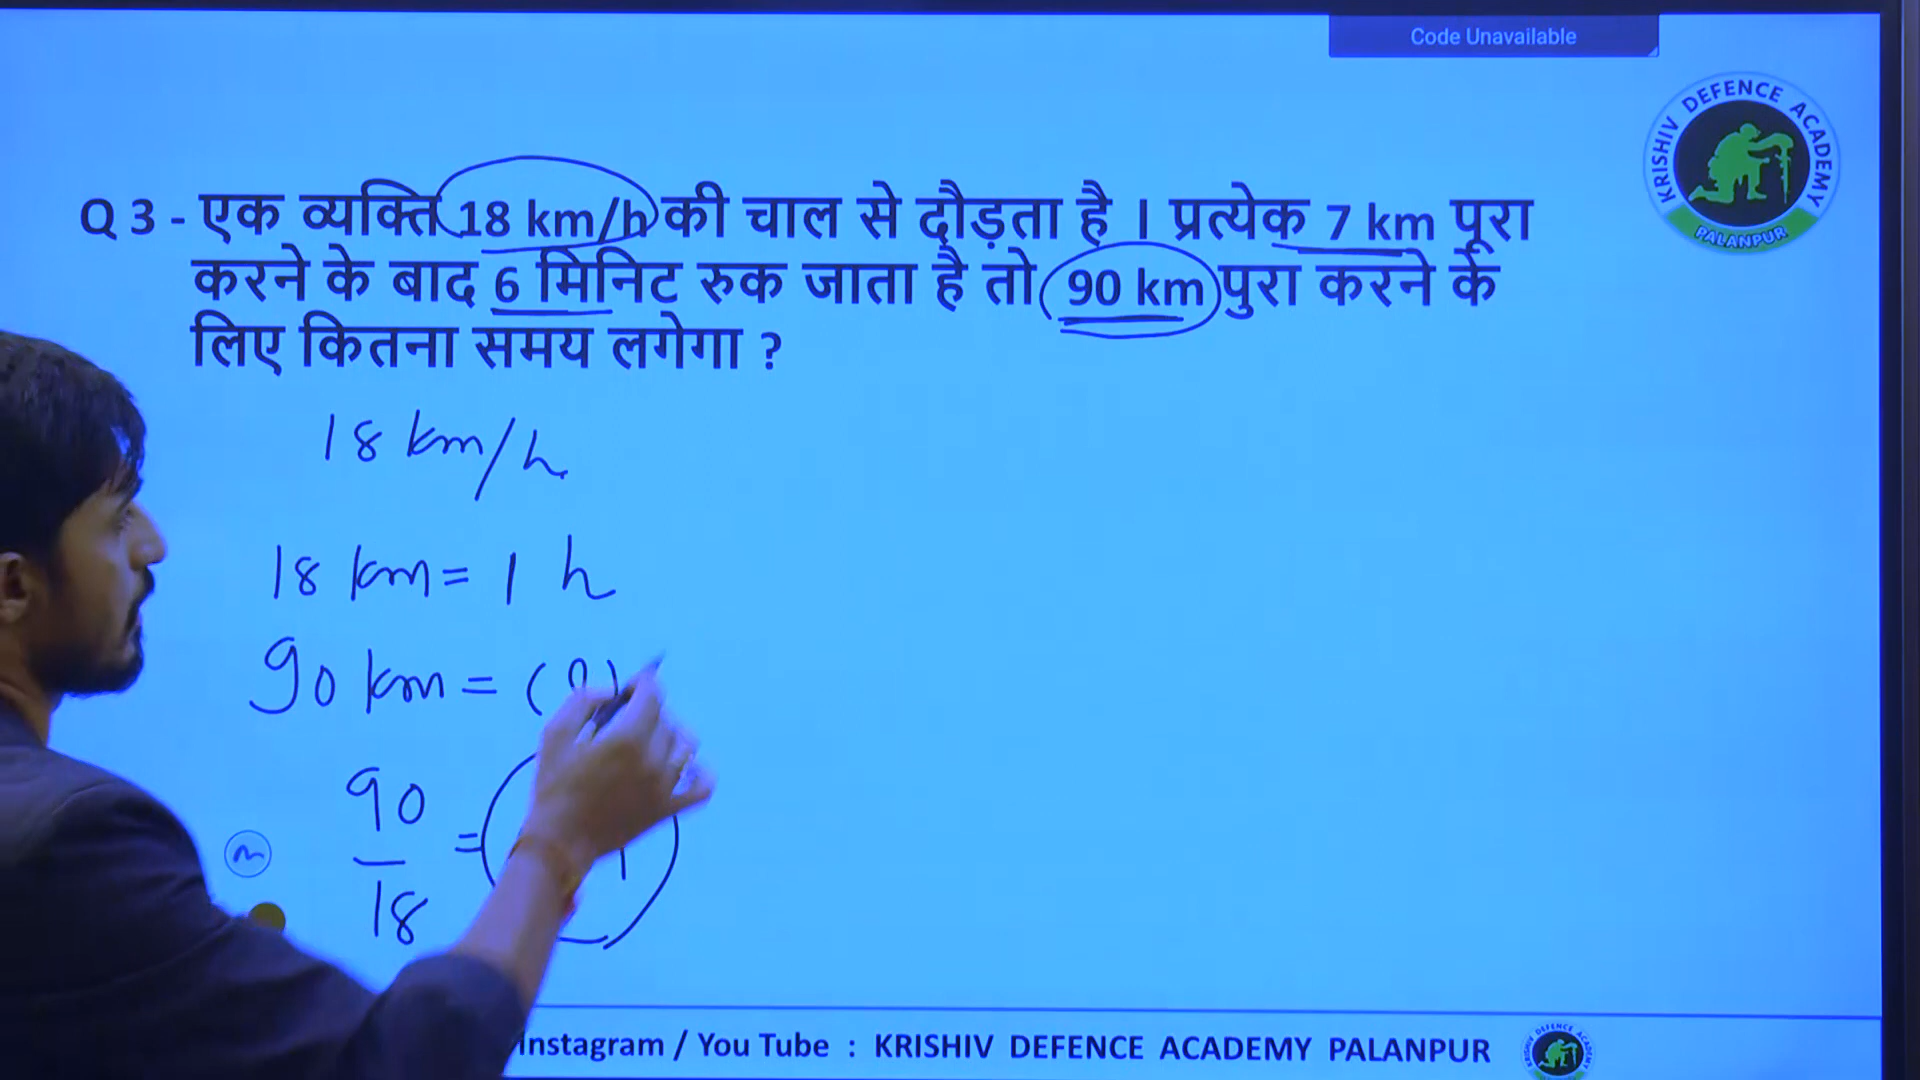 Code Unavailable
KRISHIV DEFENCE ACADEMY
PALANPUR
Q 3 - एक व्यक्ति 18 km/h की चाल से दौड़ता है । प्रत्येक 7 km पूरा
करने के बाद 6 मिनिट रुक जाता है तो 90 km पुरा करने के
लिए कितना समय लगेगा ?
18 km/h
18 km = 1 h
90 km = (
90
=
18
Instagram / You Tube : KRISHIV DEFENCE ACADEMY PALANPUR